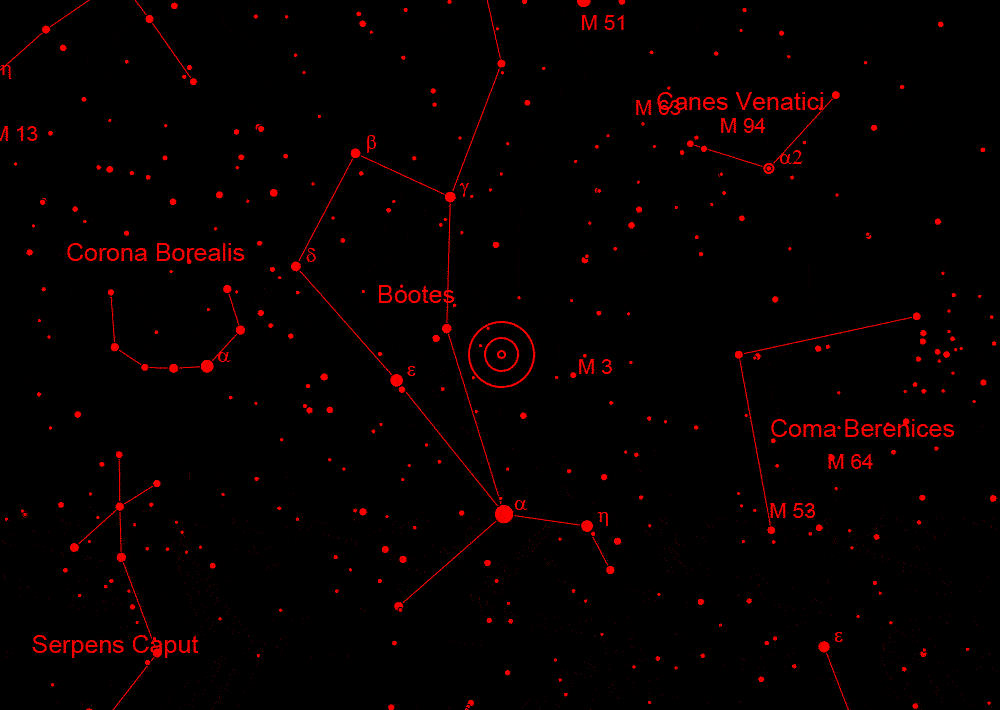 M 51
η
M 63
Canes Venatici
M 94
M 13
β
α2
γ
Corona Borealis
δ
Bootes
α
ε
M 3
Coma Berenices
M 64
α
M 53
η
Serpens Caput
ε